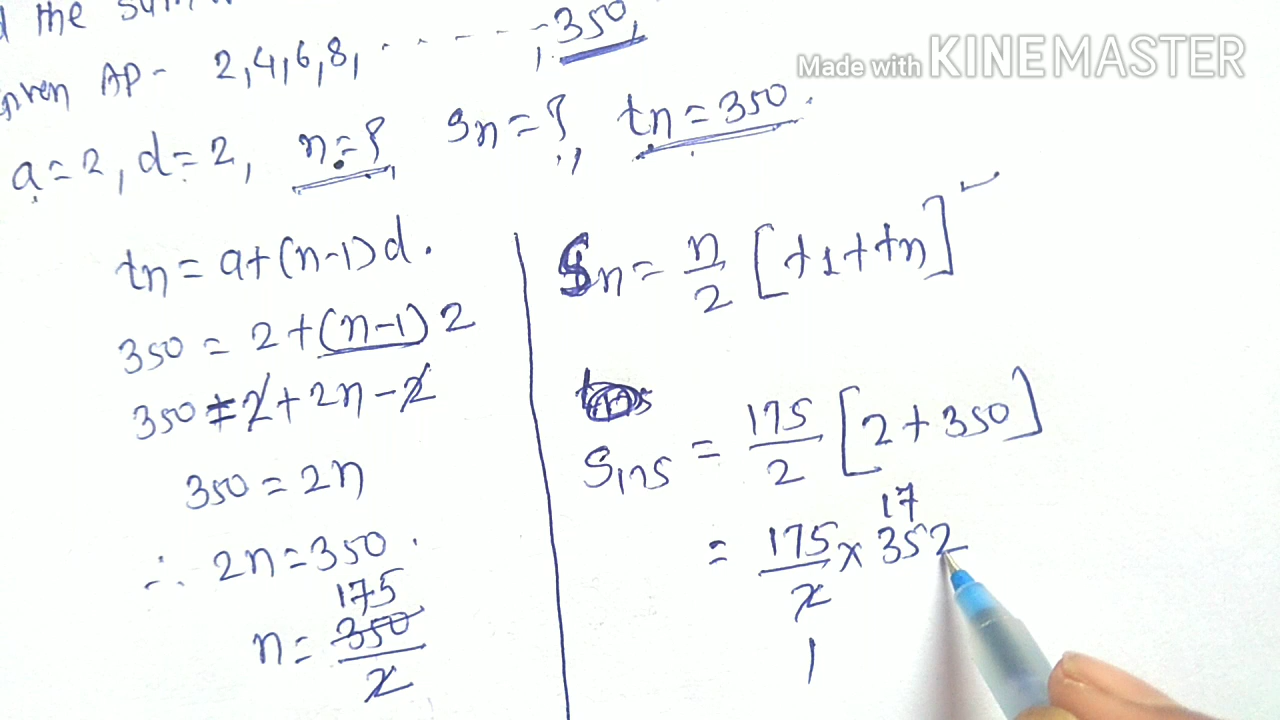 the sum
Made with KINEMASTER
AP - 2, 4, 6, 8, . . - - - - , 350,
a = 2, d = 2, n = ? Sn = ? tn = 350.
tn = a + (n-1) d.
350 = 2 + (n-1) 2
350 = 2 + 2n - 2
350 = 2n
∴ 2n = 350.
175
n = 350/2
Sn = n/2 [t1 + tn]
S175 = 175/2 [2 + 350]
17
= 175/2 × 352
1